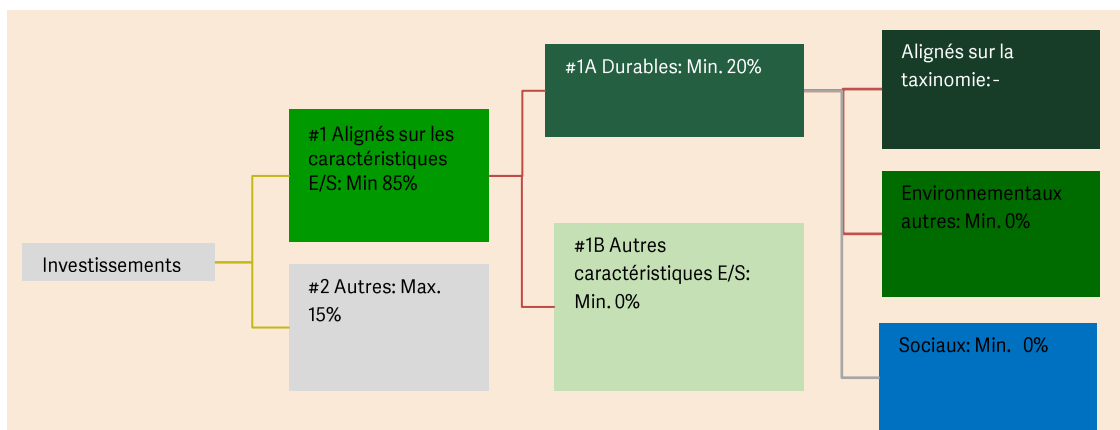 Investissements
#1 Alignés sur les
caractéristiques
E/S: Min 85%
#2 Autres: Max.
15%
#1A Durables: Min. 20%
#1B Autres
caractéristiques E/S:
Min. 0%
Alignés sur la
taxinomie:-
Environnementaux
autres: Min. 0%
Sociaux: Min. 0%